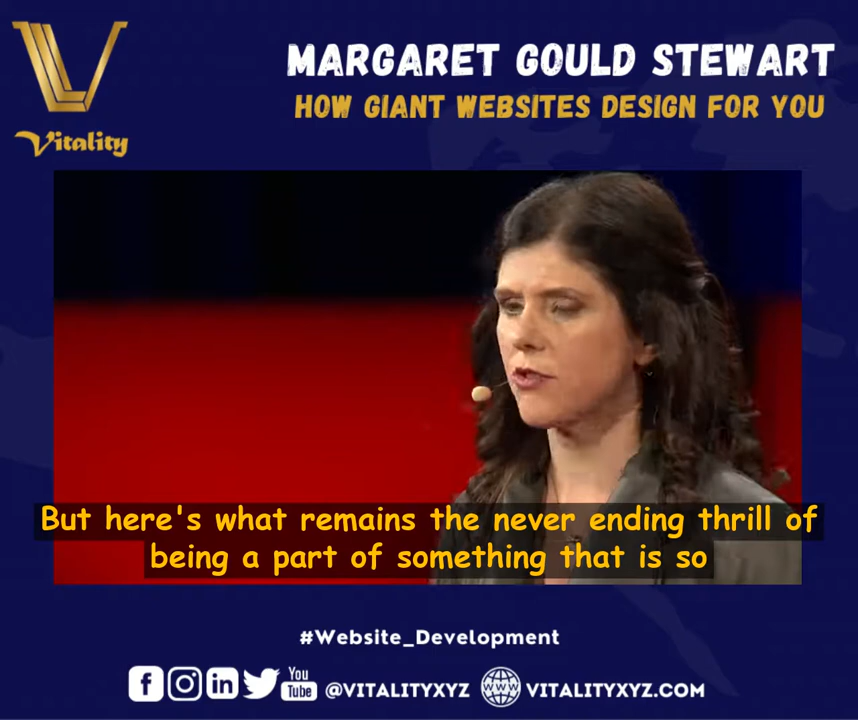 Vitality
MARGARET GOULD STEWART
HOW GIANT WEBSITES DESIGN FOR YOU
But here's what remains the never ending thrill of
being a part of something that is so
#Website_Development
You
Tube
@VITALITYXYZ
VITALITYXYZ.COM